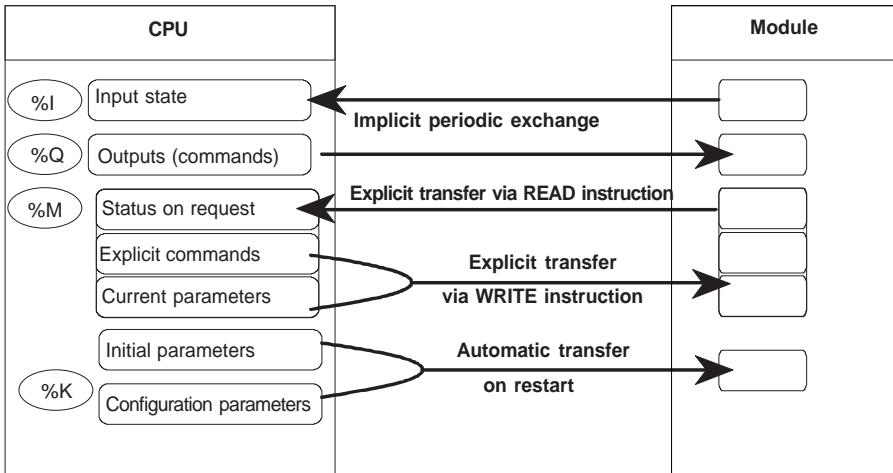 CPU
Module
%I
Input state
Implicit periodic exchange
%Q
Outputs (commands)
%M
Status on request
Explicit transfer via READ instruction
Explicit commands
Current parameters
Explicit transfer
via WRITE instruction
Initial parameters
%K
Configuration parameters
Automatic transfer
on restart